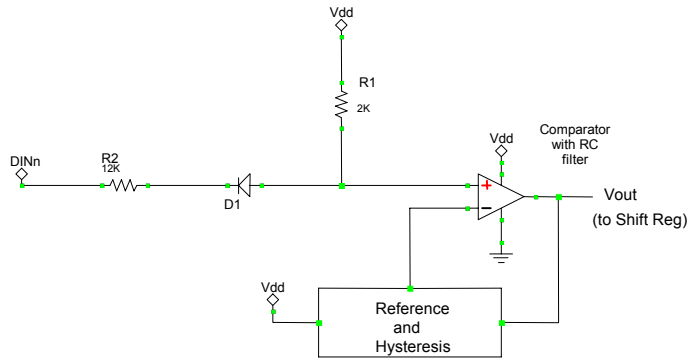 Vdd
R1
2K
Vdd
Comparator
with RC
filter
DINn
R2
12K
D1
+
−
Vout
(to Shift Reg)
Vdd
Reference
and
Hysteresis